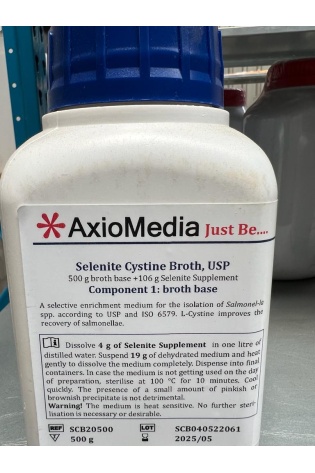 AxioMedia Just Be....
Selenite Cystine Broth, USP
500 g broth base +106 g Selenite Supplement
Component 1: broth base
A selective enrichment medium for the isolation of Salmonel-la
spp. according to USP and ISO 6579. L-Cystine improves the
recovery of salmonellae.
Dissolve 4 g of Selenite Supplement in one litre of
distilled water. Suspend 19 g of dehydrated medium and heat
gently to dissolve the medium completely. Dispense into final
containers. In case the medium is not getting used on the day
of preparation, sterilise at 100 °C for 10 minutes. Cool
quickly. The presence of a small amount of pinkish or
brownish precipitate is not detrimental.
Warning! The medium is heat sensitive. No further steri-
lisation is necessary or desirable.
REF SCB20500 LOT SCB040522061
500 g 2025/05